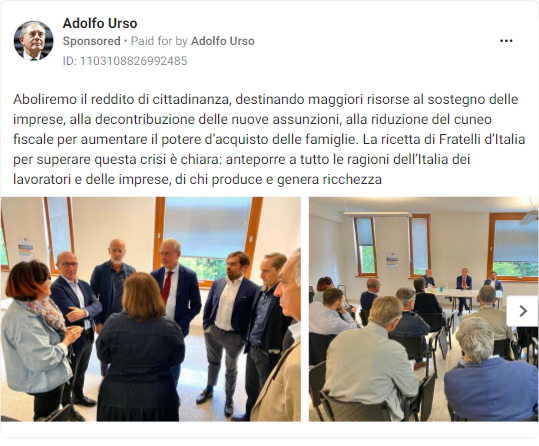 Adolfo Urso
Sponsored • Paid for by Adolfo Urso
ID: 1103108826992485
Aboliremo il reddito di cittadinanza, destinando maggiori risorse al sostegno delle
imprese, alla decontribuzione delle nuove assunzioni, alla riduzione del cuneo
fiscale per aumentare il potere d’acquisto delle famiglie. La ricetta di Fratelli d’Italia
per superare questa crisi è chiara: anteporre a tutto le ragioni dell’Italia dei
lavoratori e delle imprese, di chi produce e genera ricchezza